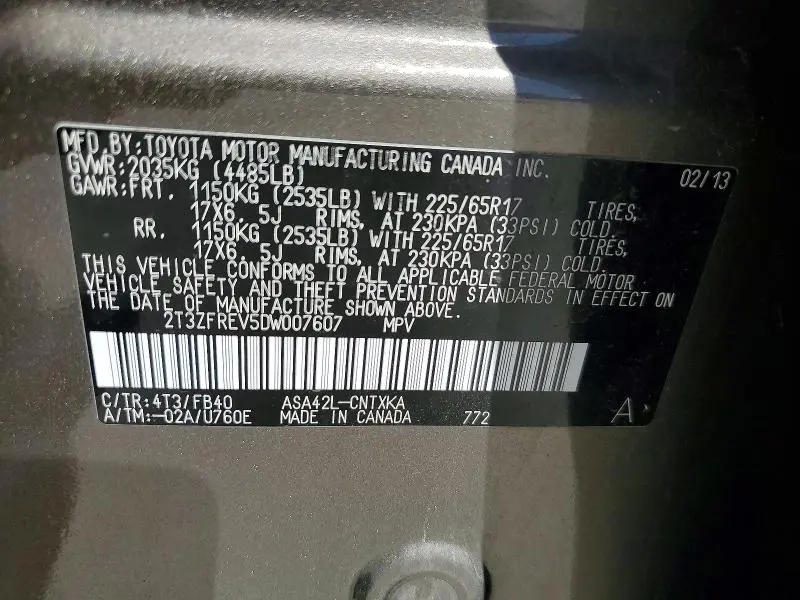 MFD.BY:TOYOTA MOTOR MANUFACTURING CANADA INC. 02/13
GVWR:2035KG (4485LB)
GAWR:FRT. 1150KG (2535LB) WITH 225/65R17 TIRES,
17X6.5J RIMS, AT 230KPA (33PSI) COLD.
RR. 1150KG (2535LB) WITH 225/65R17 TIRES,
17X6.5J RIMS, AT 230KPA (33PSI) COLD.
THIS VEHICLE CONFORMS TO ALL APPLICABLE FEDERAL MOTOR
VEHICLE SAFETY AND THEFT PREVENTION STANDARDS IN EFFECT ON
THE DATE OF MANUFACTURE SHOWN ABOVE.
2T3ZFREV5DW007607 MPV
C/TR:4T3/FB40 ASA42L-CNTXKA
A/TM:-02A/U760E MADE IN CANADA 772 A